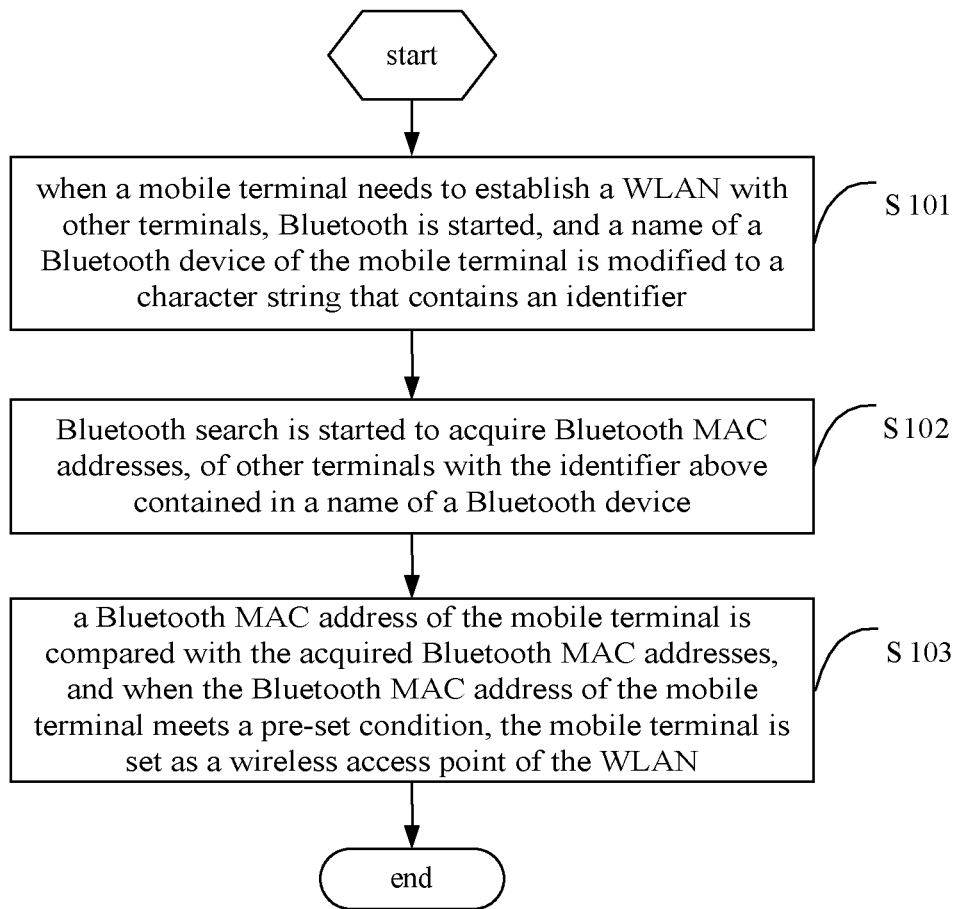 start
when a mobile terminal needs to establish a WLAN with
other terminals, Bluetooth is started, and a name of a
Bluetooth device of the mobile terminal is modified to a
character string that contains an identifier
S 101
Bluetooth search is started to acquire Bluetooth MAC
addresses, of other terminals with the identifier above
contained in a name of a Bluetooth device
S 102
a Bluetooth MAC address of the mobile terminal is
compared with the acquired Bluetooth MAC addresses,
and when the Bluetooth MAC address of the mobile
terminal meets a pre-set condition, the mobile terminal is
set as a wireless access point of the WLAN
S 103
end